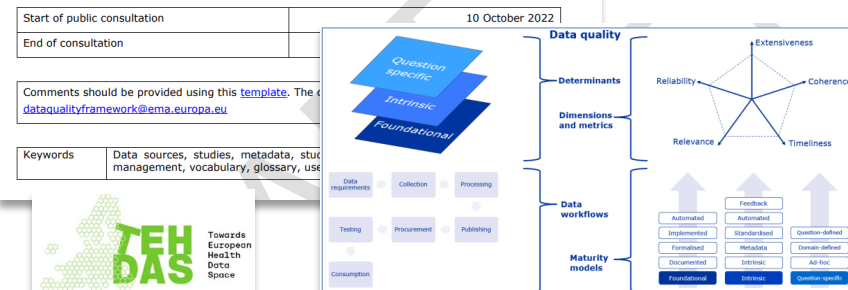 Start of public consultation
10 October 2022
End of consultation
Comments should be provided using this template. The
dataqualityframework@ema.europa.eu
Keywords
Data sources, studies, metadata,
management, vocabulary, glossary,
TEHDAS
Towards
European
Health
Data
Space
Data quality
Question
specific
Intrinsic
Foundational
Determinants
Dimensions
and metrics
Extensiveness
Reliability
Coherence
Relevance
Timeliness
Data
requirements
Collection
Processing
Testing
Procurement
Publishing
Consumption
Data
workflows
Maturity
models
Feedback
Automated
Automated
Implemented
Standardised
Question-defined
Formalised
Metadata
Domain-defined
Documented
Intrinsic
Ad-hoc
Foundational
Intrinsic
Question-specific